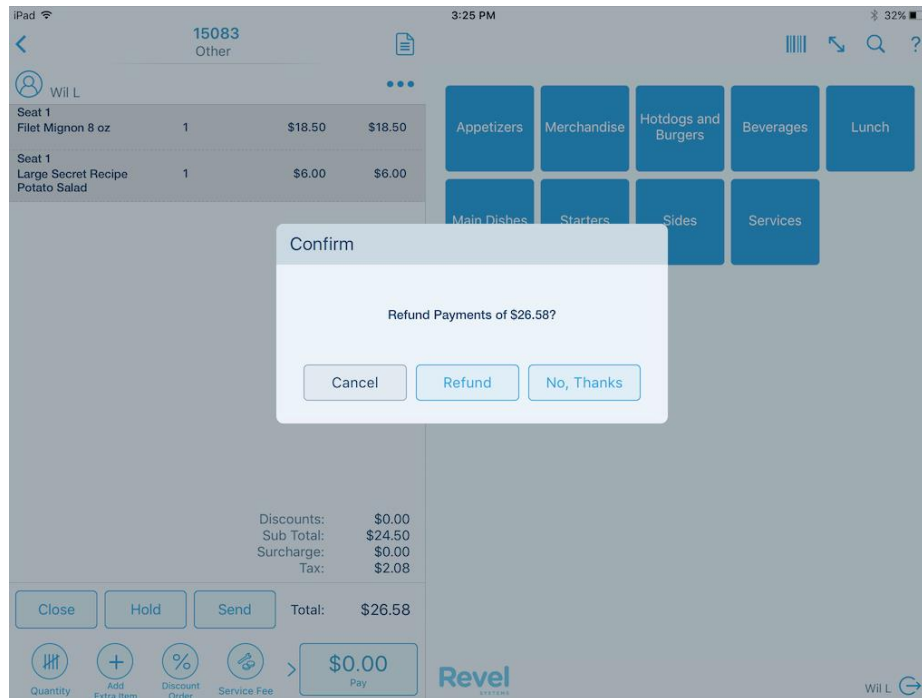 iPad
3:25 PM
32%
15083
Other
?
Wil L
Seat 1
Filet Mignon 8 oz 1 $18.50 $18.50
Seat 1
Large Secret Recipe
Potato Salad
1 $6.00 $6.00
Appetizers
Merchandise
Hotdogs and
Burgers
Beverages
Lunch
Main Dishes
Starters
Sides
Services
Confirm
Refund Payments of $26.58?
Cancel
Refund
No, Thanks
Discounts: $0.00
Sub Total: $24.50
Surcharge: $0.00
Tax: $2.08
Close
Hold
Send
Total: $26.58
Quantity
Add
Extra Item
%
Discount
Order
Service Fee
$0.00
Pay
Revel
SYSTEMS
Wil L